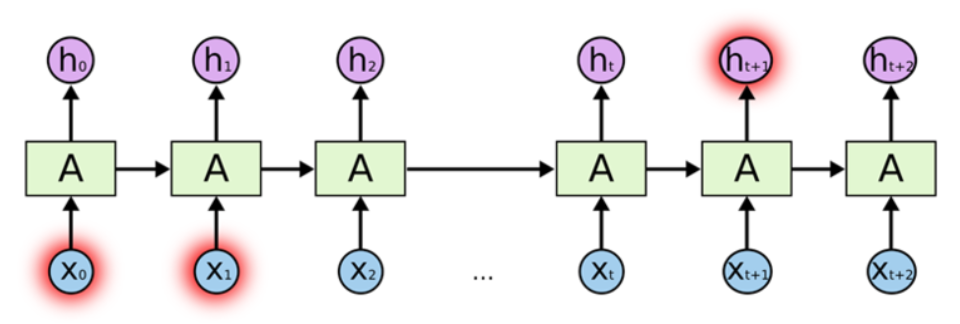 h₀ h₁ h₂ hₜ hₜ₊₁ hₜ₊₂
A A A A A A
x₀ x₁ x₂ ... xₜ xₜ₊₁ xₜ₊₂